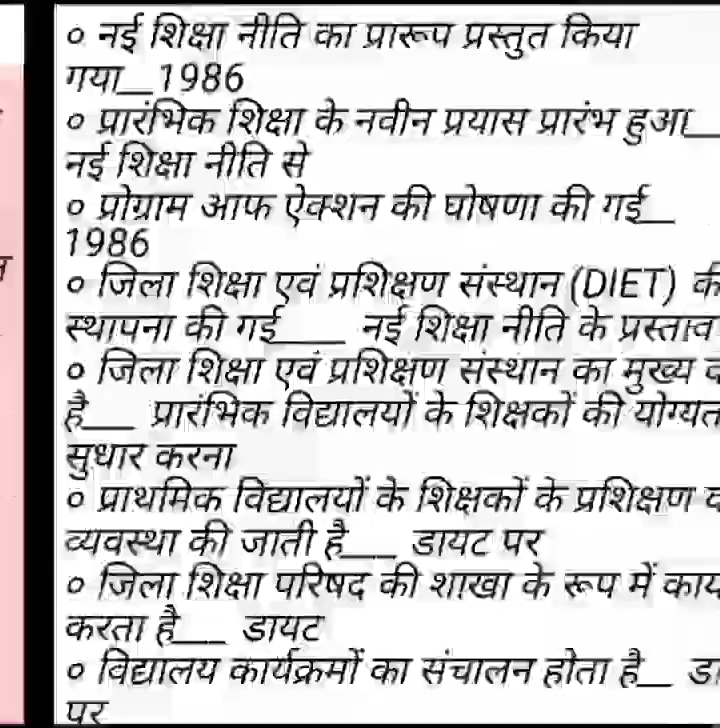 ० नई शिक्षा नीति का प्रारूप प्रस्तुत किया
गया__1986
० प्रारंभिक शिक्षा के नवीन प्रयास प्रारंभ हुआ__
नई शिक्षा नीति से
० प्रोग्राम आफ ऐक्शन की घोषणा की गई__
1986
० जिला शिक्षा एवं प्रशिक्षण संस्थान (DIET)
स्थापना की गई____ नई शिक्षा नीति के प्रस्ताव
० जिला शिक्षा एवं प्रशिक्षण संस्थान का मुख्य
है___ प्रारंभिक विद्यालयों के शिक्षकों की
सुधार करना
० प्राथमिक विद्यालयों के शिक्षकों के प्रशिक्षण
व्यवस्था की जाती है___ डायट पर
० जिला शिक्षा परिषद की शाखा के रूप में
करता है___ डायट
० विद्यालय कार्यक्रमों का संचालन होता है__
पर